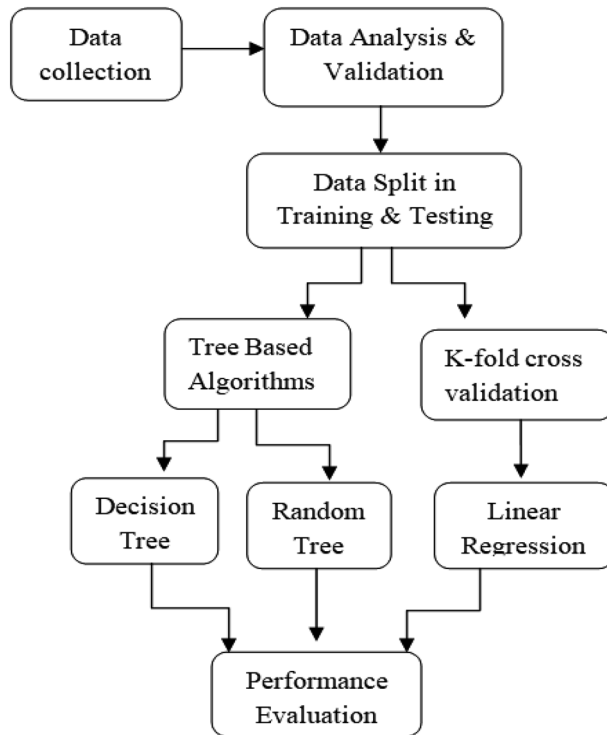 Data
collection
Data Analysis &
Validation
Data Split in
Training & Testing
Tree Based
Algorithms
K-fold cross
validation
Decision
Tree
Random
Tree
Linear
Regression
Performance
Evaluation